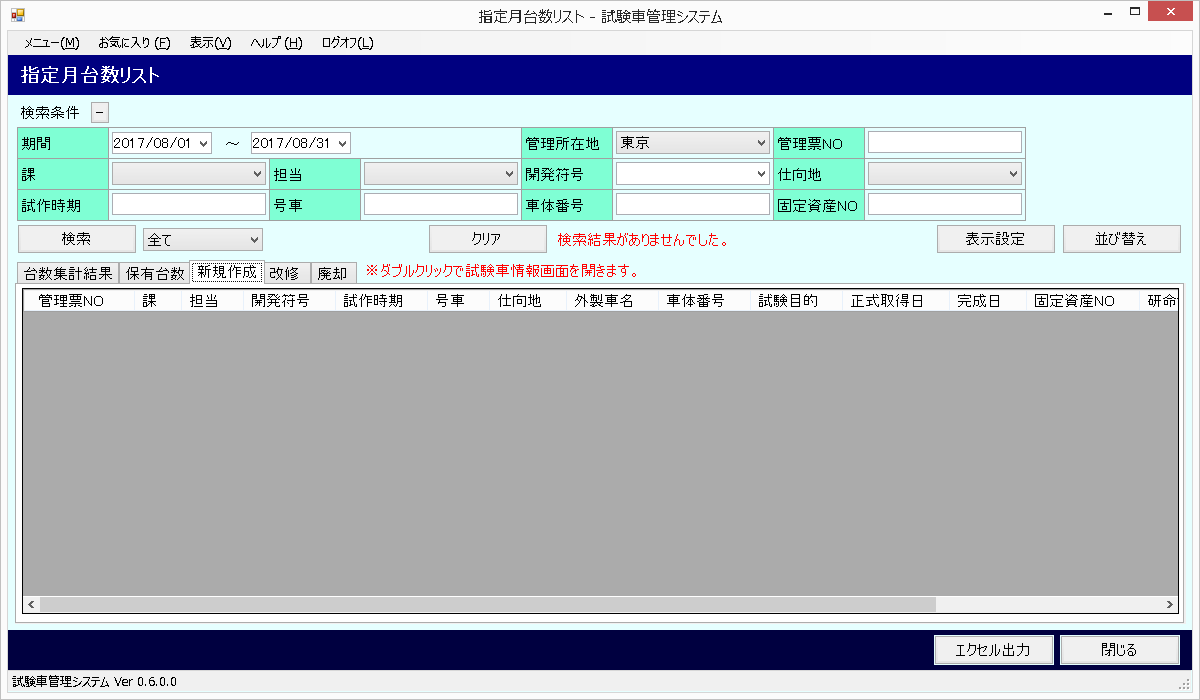 指定月台数リスト - 試験車管理システム
メニュー(M) お気に入り(F) 表示(V) ヘルプ(H) ログオフ(L)
指定月台数リスト
検索条件 −
期間 2017/08/01 ～ 2017/08/31 管理所在地 東京 管理票NO
課 担当 開発符号 仕向地
試作時期 号車 車体番号 固定資産NO
検索 全て クリア 検索結果がありませんでした。 表示設定 並び替え
台数集計結果 保有台数 新規作成 改修 廃却 ※ダブルクリックで試験車情報画面を開きます。
管理票NO 課 担当 開発符号 試作時期 号車 仕向地 外製車名 車体番号 試験目的 正式取得日 完成日 固定資産NO 研命
エクセル出力 閉じる
試験車管理システム Ver 0.6.0.0